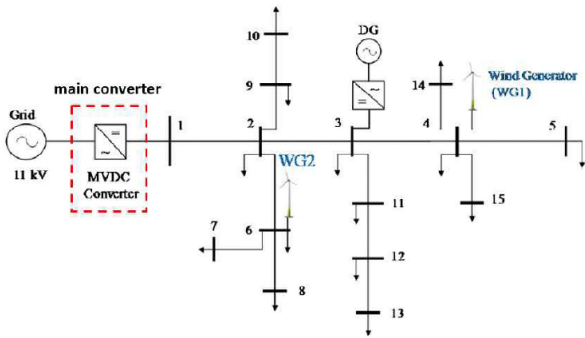 DG
10
main converter
9
14
Wind Generator
(WG1)
Grid
1
2
3
4
5
11 kV
MVDC
Converter
WG2
7
6
11
15
12
8
13